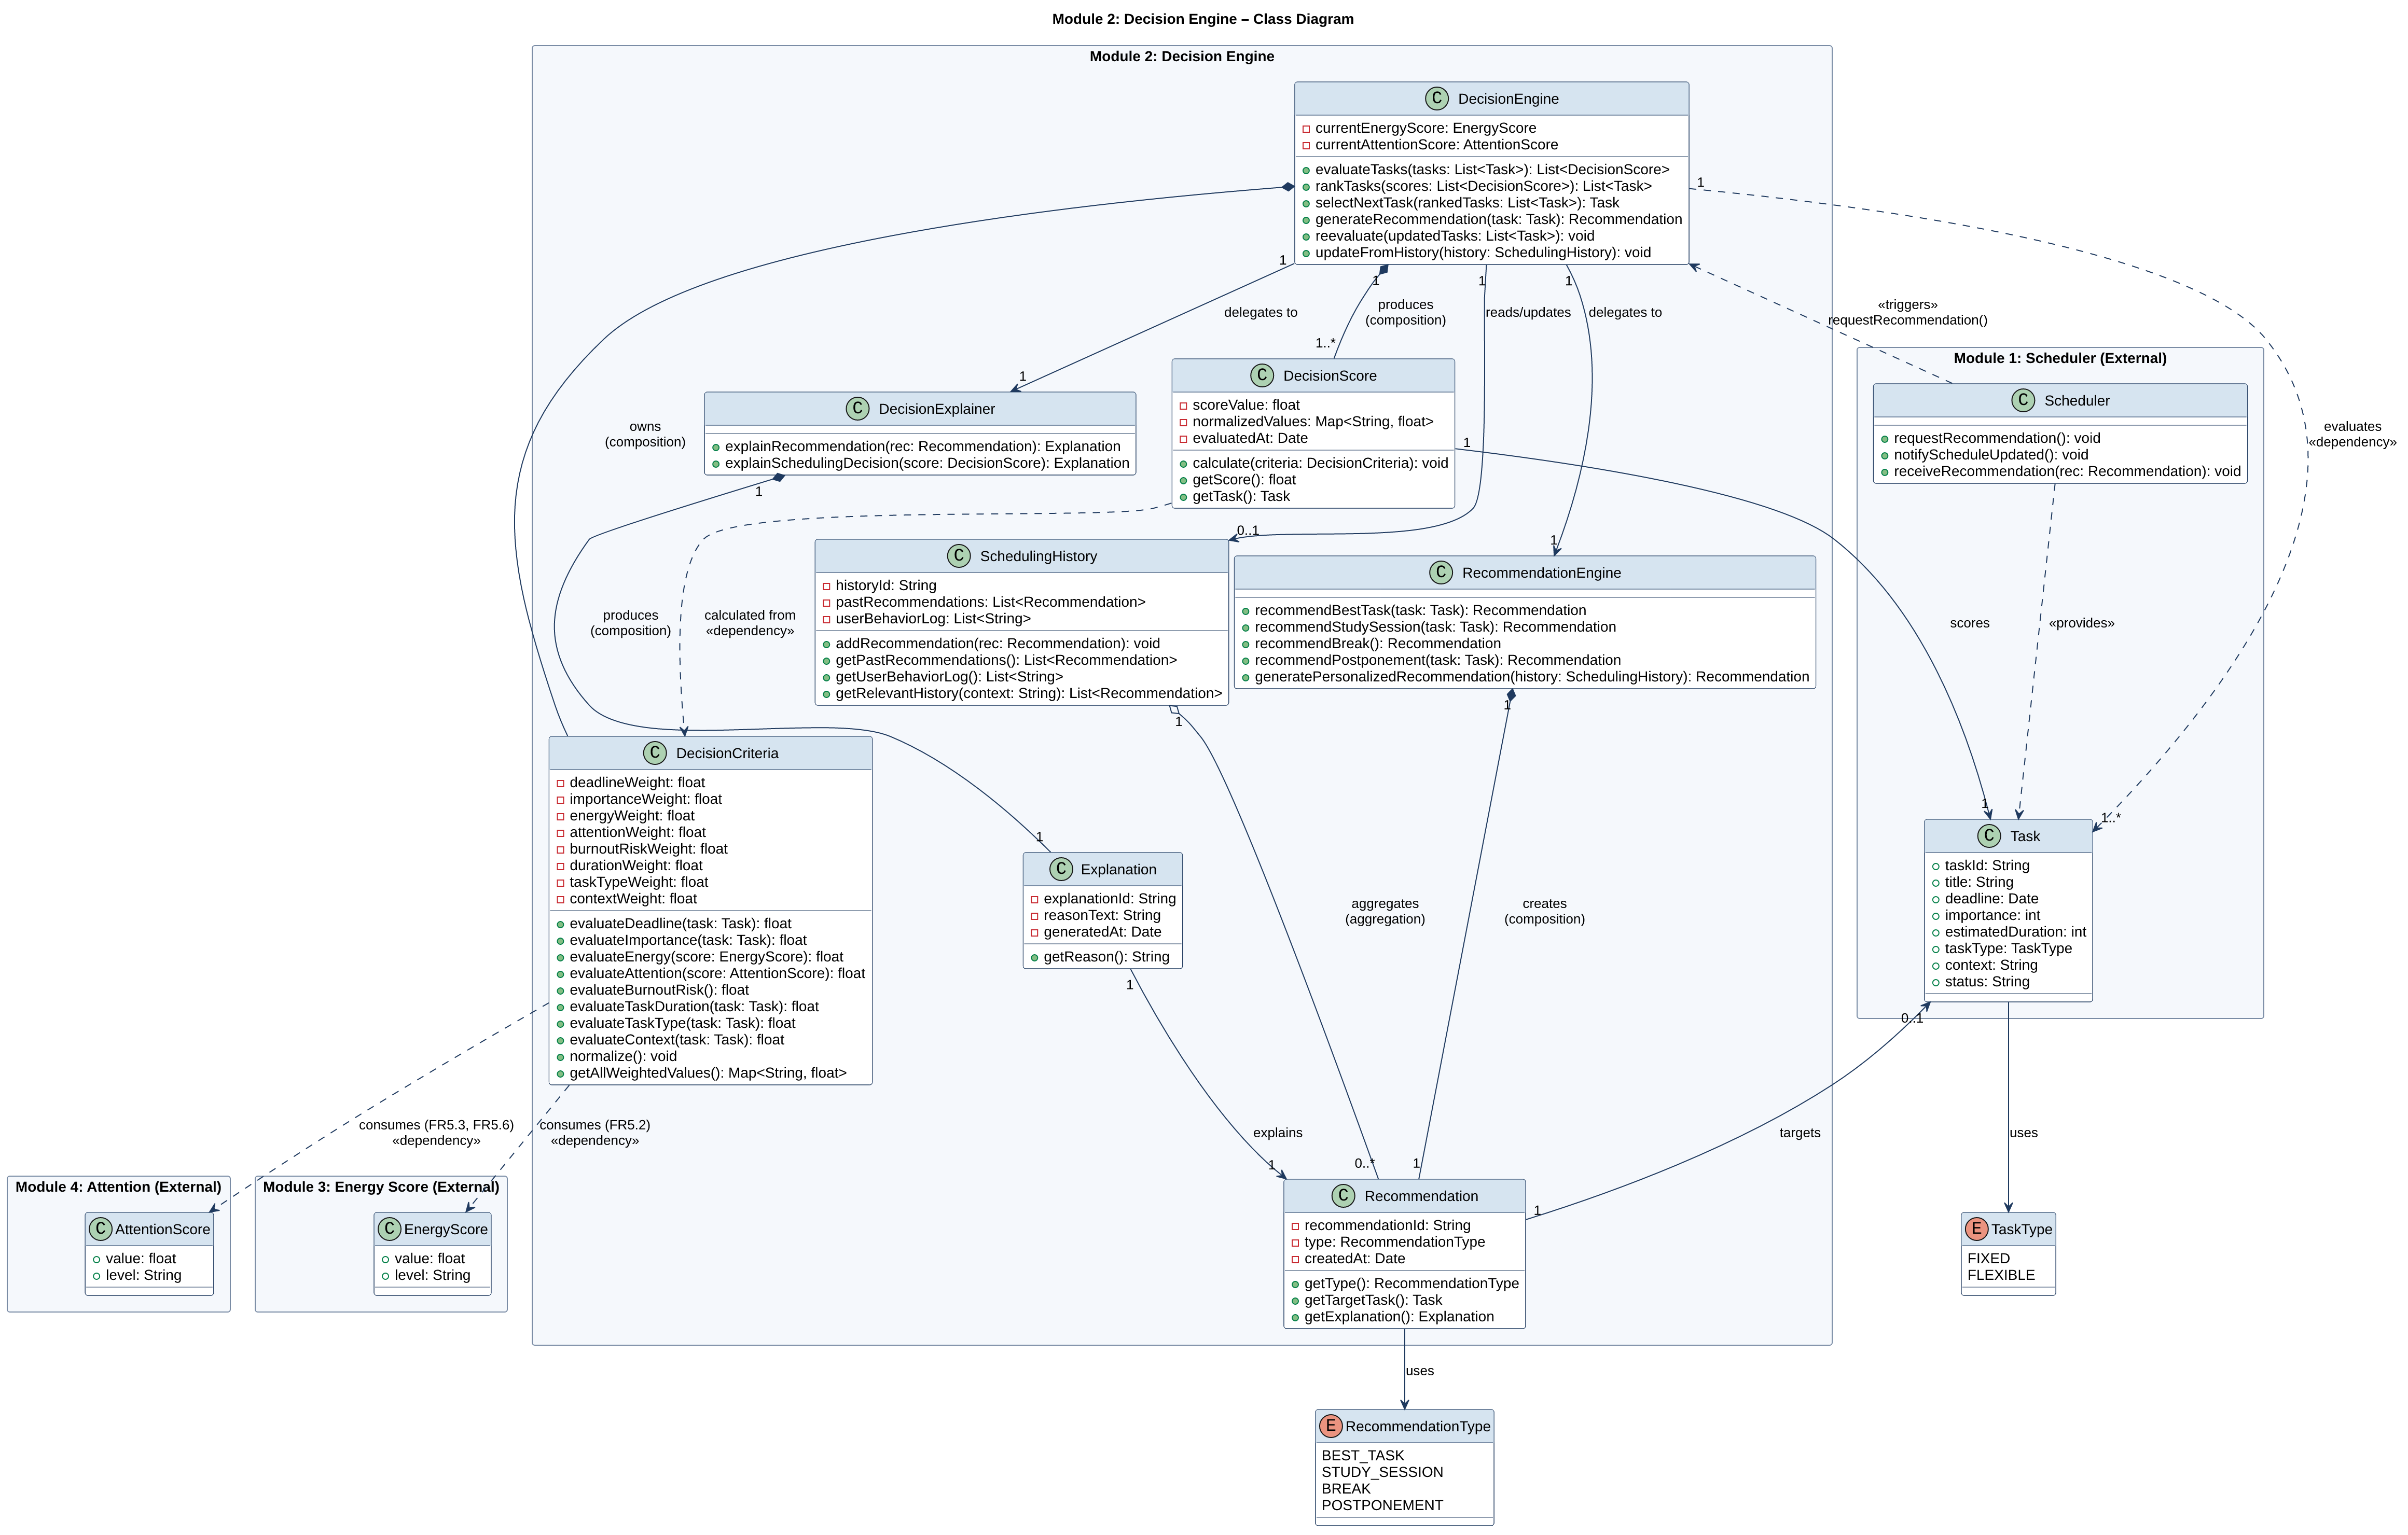 Module 2: Decision Engine – Class Diagram
Module 2: Decision Engine
C DecisionEngine
currentEnergyScore: EnergyScore
currentAttentionScore: AttentionScore
evaluateTasks(tasks: List<Task>): List<DecisionScore>
rankTasks(scores: List<DecisionScore>): List<Task>
selectNextTask(rankedTasks: List<Task>): Task
generateRecommendation(task: Task): Recommendation
reevaluate(updatedTasks: List<Task>): void
updateFromHistory(history: SchedulingHistory): void
1
1
1
1
1
delegates to
produces
(composition)
reads/updates
delegates to
«triggers»
requestRecommendation()
1..*
1
Module 1: Scheduler (External)
C Scheduler
requestRecommendation(): void
notifyScheduleUpdated(): void
receiveRecommendation(rec: Recommendation): void
evaluates
«dependency»
C DecisionScore
scoreValue: float
normalizedValues: Map<String, float>
evaluatedAt: Date
calculate(criteria: DecisionCriteria): void
getScore(): float
getTask(): Task
1
C DecisionExplainer
explainRecommendation(rec: Recommendation): Explanation
explainSchedulingDecision(score: DecisionScore): Explanation
1
owns
(composition)
0..1
1
C SchedulingHistory
historyId: String
pastRecommendations: List<Recommendation>
userBehaviorLog: List<String>
addRecommendation(rec: Recommendation): void
getPastRecommendations(): List<Recommendation>
getUserBehaviorLog(): List<String>
getRelevantHistory(context: String): List<Recommendation>
1
C RecommendationEngine
recommendBestTask(task: Task): Recommendation
recommendStudySession(task: Task): Recommendation
recommendBreak(): Recommendation
recommendPostponement(task: Task): Recommendation
generatePersonalizedRecommendation(history: SchedulingHistory): Recommendation
1
produces
(composition)
calculated from
«dependency»
scores
«provides»
C DecisionCriteria
deadlineWeight: float
importanceWeight: float
energyWeight: float
attentionWeight: float
burnoutRiskWeight: float
durationWeight: float
taskTypeWeight: float
contextWeight: float
evaluateDeadline(task: Task): float
evaluateImportance(task: Task): float
evaluateEnergy(score: EnergyScore): float
evaluateAttention(score: AttentionScore): float
evaluateBurnoutRisk(): float
evaluateTaskDuration(task: Task): float
evaluateTaskType(task: Task): float
evaluateContext(task: Task): float
normalize(): void
getAllWeightedValues(): Map<String, float>
1
C Explanation
explanationId: String
reasonText: String
generatedAt: Date
getReason(): String
1
aggregates
(aggregation)
creates
(composition)
1
1..*
C Task
taskId: String
title: String
deadline: Date
importance: int
estimatedDuration: int
taskType: TaskType
context: String
status: String
0..1
consumes (FR5.3, FR5.6)
«dependency»
consumes (FR5.2)
«dependency»
explains
targets
uses
1
0..*
1
Module 4: Attention (External)
C AttentionScore
value: float
level: String
Module 3: Energy Score (External)
C EnergyScore
value: float
level: String
C Recommendation
recommendationId: String
type: RecommendationType
createdAt: Date
getType(): RecommendationType
getTargetTask(): Task
getExplanation(): Explanation
1
E TaskType
FIXED
FLEXIBLE
uses
E RecommendationType
BEST_TASK
STUDY_SESSION
BREAK
POSTPONEMENT